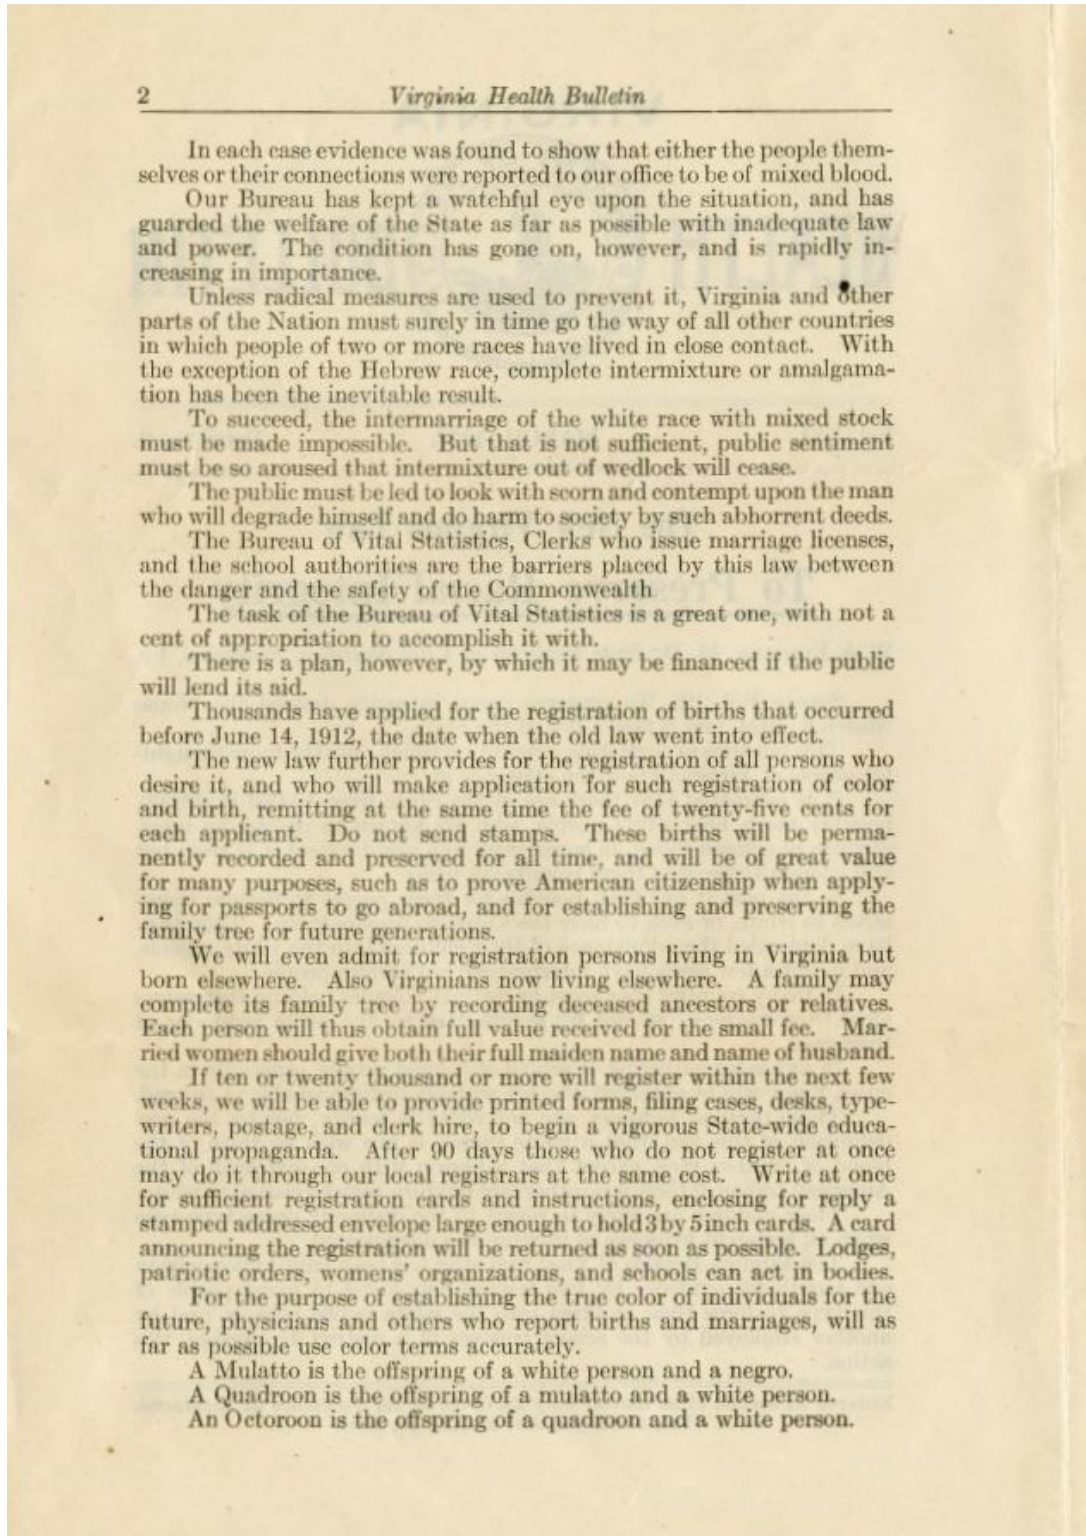 2 Virginia Health Bulletin
In each case evidence was found to show that either the people them-
selves or their connections were reported to our office to be of mixed blood.
Our Bureau has kept a watchful eye upon the situation, and has
guarded the welfare of the State as far as possible with inadequate law
and power. The condition has gone on, however, and is rapidly in-
creasing in importance.
Unless radical measures are used to prevent it, Virginia and other
parts of the Nation must surely in time go the way of all other countries
in which people of two or more races have lived in close contact. With
the exception of the Hebrew race, complete intermixture or amalgama-
tion has been the inevitable result.
To succeed, the intermarriage of the white race with mixed stock
must be made impossible. But that is not sufficient, public sentiment
must be so aroused that intermixture out of wedlock will cease.
The public must be led to look with scorn and contempt upon the man
who will degrade himself and do harm to society by such abhorrent deeds.
The Bureau of Vital Statistics, Clerks who issue marriage licenses,
and the school authorities are the barriers placed by this law between
the danger and the safety of the Commonwealth
The task of the Bureau of Vital Statistics is a great one, with not a
cent of appropriation to accomplish it with.
There is a plan, however, by which it may be financed if the public
will lend its aid.
Thousands have applied for the registration of births that occurred
before June 14, 1912, the date when the old law went into effect.
The new law further provides for the registration of all persons who
desire it, and who will make application for such registration of color
and birth, remitting at the same time the fee of twenty-five cents for
each applicant. Do not send stamps. These births will be perma-
nently recorded and preserved for all time, and will be of great value
for many purposes, such as to prove American citizenship when apply-
ing for passports to go abroad, and for establishing and preserving the
family tree for future generations.
We will even admit for registration persons living in Virginia but
born elsewhere. Also Virginians now living elsewhere. A family may
complete its family tree by recording deceased ancestors or relatives.
Each person will thus obtain full value received for the small fee. Mar-
ried women should give both their full maiden name and name of husband.
If ten or twenty thousand or more will register within the next few
weeks, we will be able to provide printed forms, filing cases, desks, type-
writers, postage, and clerk hire, to begin a vigorous State-wide educa-
tional propaganda. After 90 days those who do not register at once
may do it through our local registrars at the same cost. Write at once
for sufficient registration cards and instructions, enclosing for reply a
stamped addressed envelope large enough to hold 3 by 5 inch cards. A card
announcing the registration will be returned as soon as possible. Lodges,
patriotic orders, womens' organizations, and schools can act in bodies.
For the purpose of establishing the true color of individuals for the
future, physicians and others who report births and marriages, will as
far as possible use color terms accurately.
A Mulatto is the offspring of a white person and a negro.
A Quadroon is the offspring of a mulatto and a white person.
An Octoroon is the offspring of a quadroon and a white person.